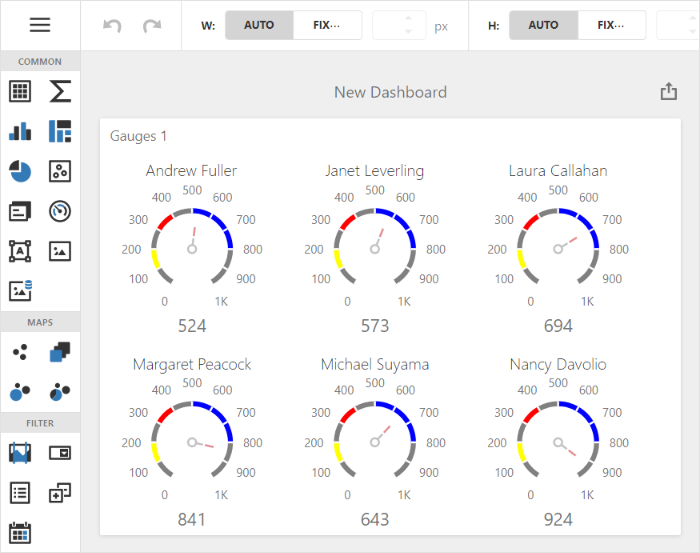 W: AUTO FIX··· px H: AUTO FIX···
COMMON
New Dashboard
Gauges 1
Andrew Fuller Janet Leverling Laura Callahan
500 500 500
400 600 400 600 400 600
300 700 300 700 300 700
200 800 200 800 200 800
100 900 100 900 100 900
0 1K 0 1K 0 1K
524 573 694
MAPS
Margaret Peacock Michael Suyama Nancy Davolio
500 500 500
400 600 400 600 400 600
300 700 300 700 300 700
FILTER
200 800 200 800 200 800
100 900 100 900 100 900
0 1K 0 1K 0 1K
841 643 924
A